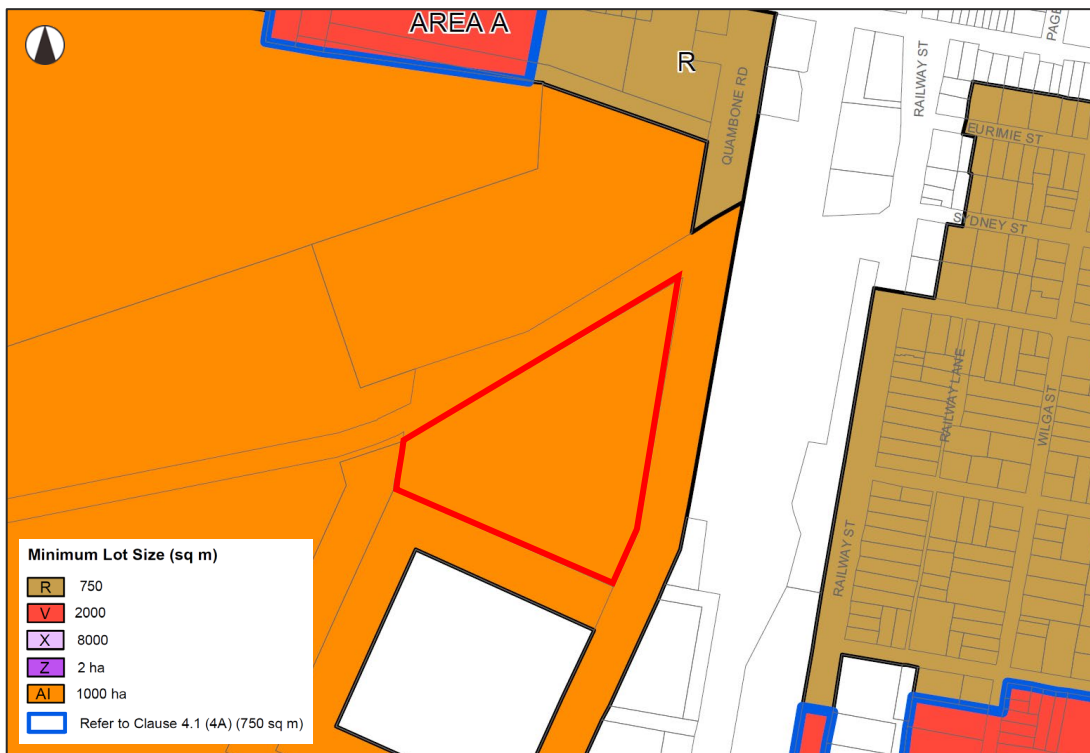 AREA A
R
QUAMBONE RD
RAILWAY ST
PAGE
EURIMIE ST
SYDNEY ST
RAILWAY LANE
WILGA ST
RAILWAY ST
Minimum Lot Size (sq m)
R 750
V 2000
X 8000
Z 2 ha
AI 1000 ha
Refer to Clause 4.1 (4A) (750 sq m)